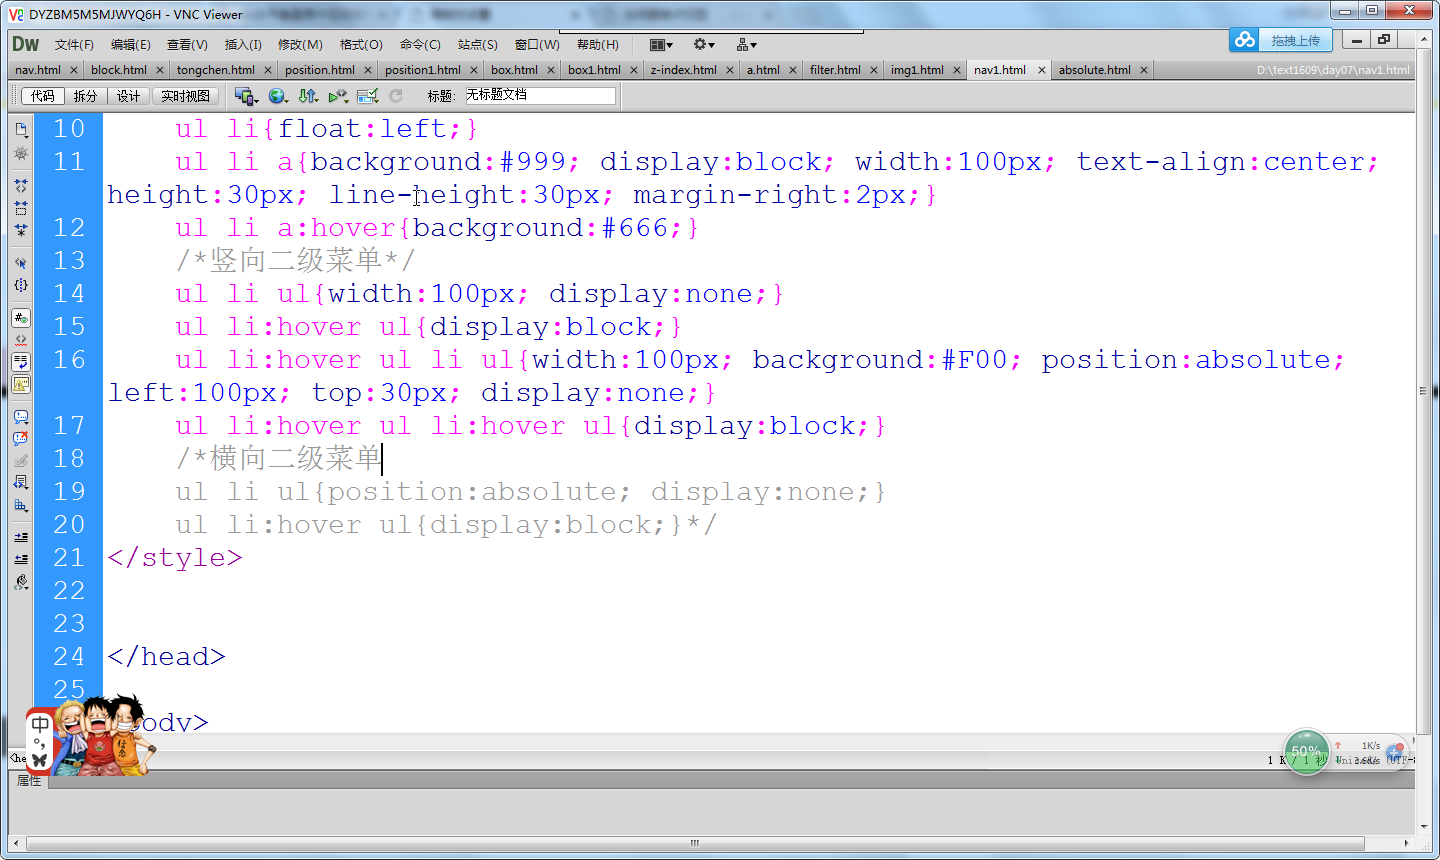 DYZBM5M5MJWYQ6H - VNC Viewer
Dw 文件(F) 编辑(E) 查看(V) 插入(I) 修改(M) 格式(O) 命令(C) 站点(S) 窗口(W) 帮助(H) 拖拽上传
nav.html block.html tongchen.html position.html position1.html box.html box1.html z-index.html a.html filter.html img1.html nav1.html absolute.html D:\text1609\day07\nav1.html
代码 拆分 设计 实时视图 标题: 无标题文档
10 ul li{float:left;}
11 ul li a{background:#999; display:block; width:100px; text-align:center;
height:30px; line-height:30px; margin-right:2px;}
12 ul li a:hover{background:#666;}
13 /*竖向二级菜单*/
14 ul li ul{width:100px; display:none;}
15 ul li:hover ul{display:block;}
16 ul li:hover ul li ul{width:100px; background:#F00; position:absolute;
left:100px; top:30px; display:none;}
17 ul li:hover ul li:hover ul{display:block;}
18 /*横向二级菜单
19 ul li ul{position:absolute; display:none;}
20 ul li:hover ul{display:block;}*/
21 </style>
22
23
24 </head>
25
body>
中
50% 1K/s
1 K / 1 秒
属性